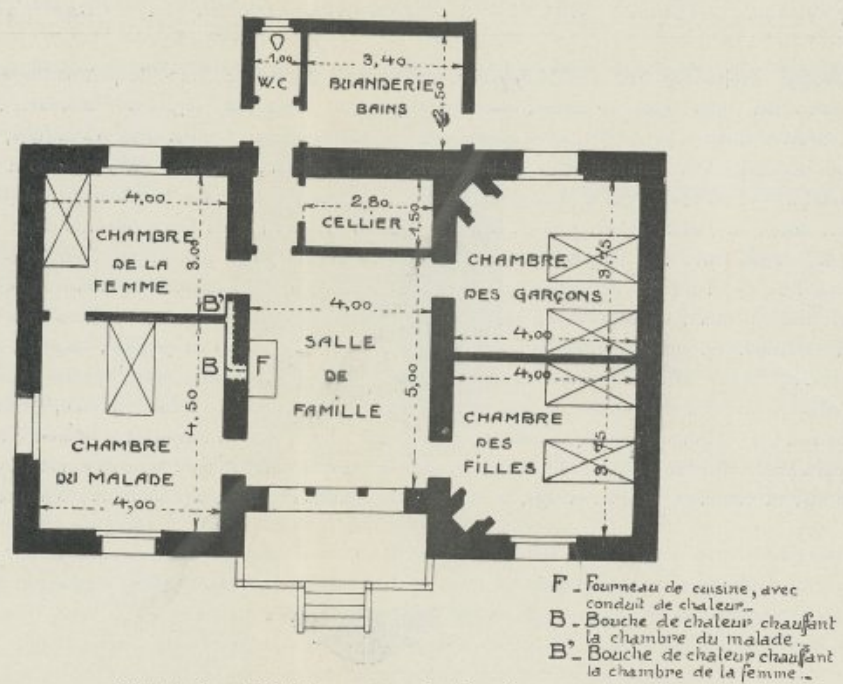 1,00
W.C
3,40
BUANDERIE
BAINS
2,50
4,00
CHAMBRE
DE LA
FEMME
3,00
2,80
CELLIER
1,50
CHAMBRE
DES GARÇONS
3,75
4,00
B'
B
F
4,00
SALLE
DE
FAMILLE
5,00
4,50
CHAMBRE
DU MALADE
4,00
4,00
CHAMBRE
DES
FILLES
3,75
F _ Fourneau de cuisine, avec
conduit de chaleur _
B _ Bouche de chaleur chauffant
la chambre du malade _
B' _ Bouche de chaleur chauffant
la chambre de la femme _